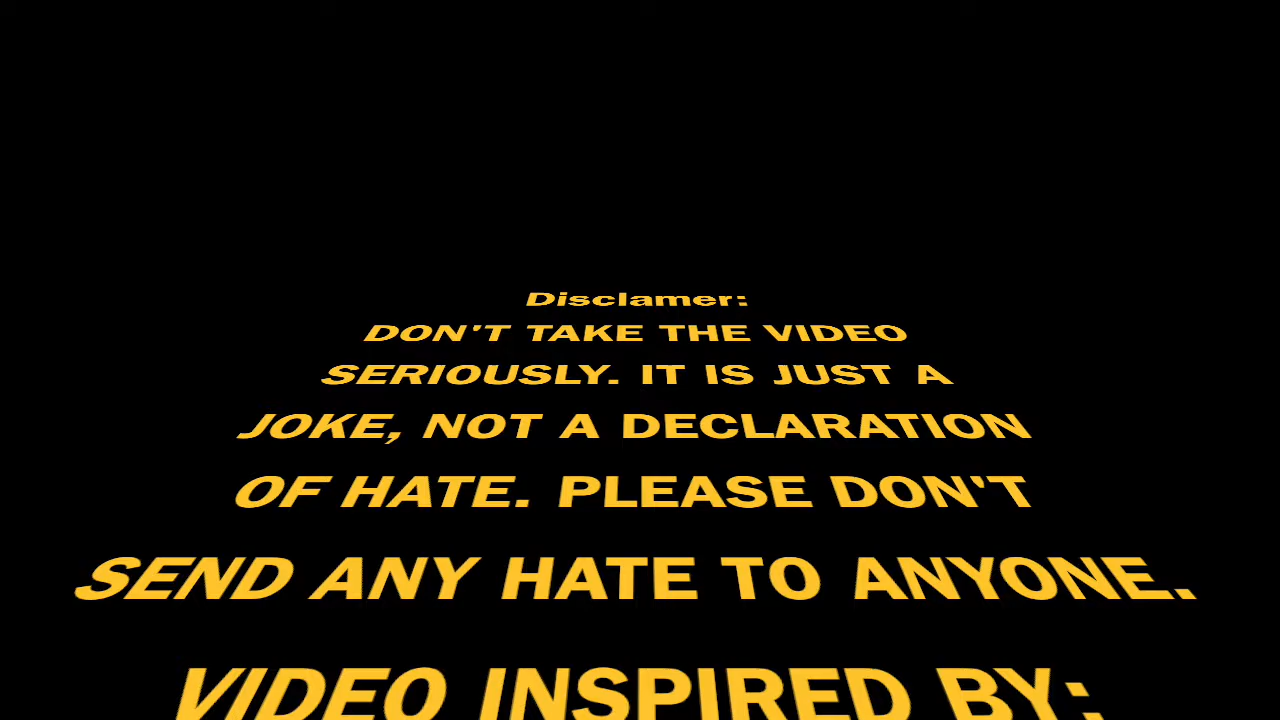 Disclamer:
DON'T TAKE THE VIDEO
SERIOUSLY. IT IS JUST A
JOKE, NOT A DECLARATION
OF HATE. PLEASE DON'T
SEND ANY HATE TO ANYONE.
VIDEO INSPIRED BY: